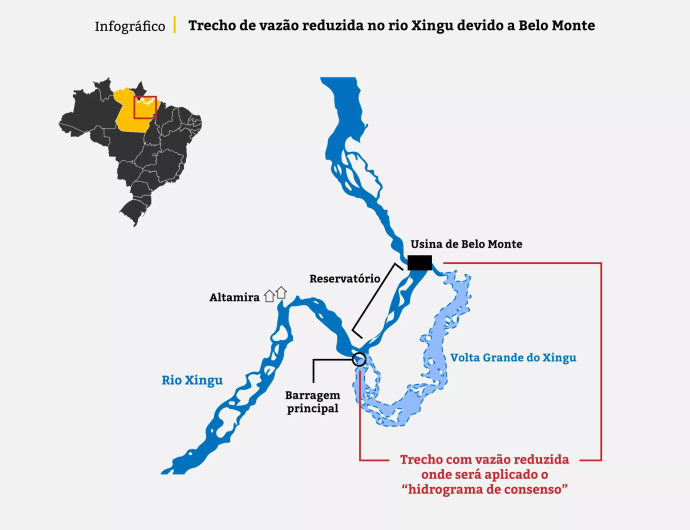 Infográfico | Trecho de vazão reduzida no rio Xingu devido a Belo Monte
Usina de Belo Monte
Reservatório
Altamira
Volta Grande do Xingu
Rio Xingu
Barragem
principal
Trecho com vazão reduzida
onde será aplicado o
“hidrograma de consenso”